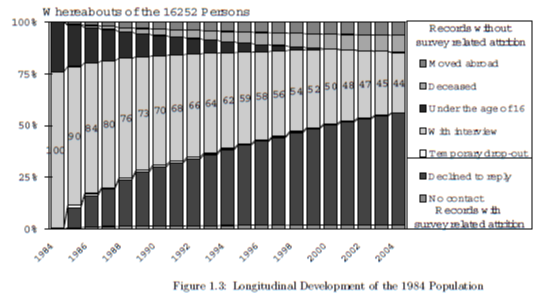 Whereabouts of the 16252 Persons
100%
75%
50%
25%
0%
100 90 84 80 76 73 70 68 66 64 62 59 58 56 54 52 50 48 47 45 44
1984 1986 1988 1990 1992 1994 1996 1998 2000 2002 2004
Records without
survey related attrition
Moved abroad
Deceased
Under the age of 16
With interview
Temporary drop-out
Declined to reply
No contact
Records with
survey related attrition
Figure 1.3: Longitudinal Development of the 1984 Population